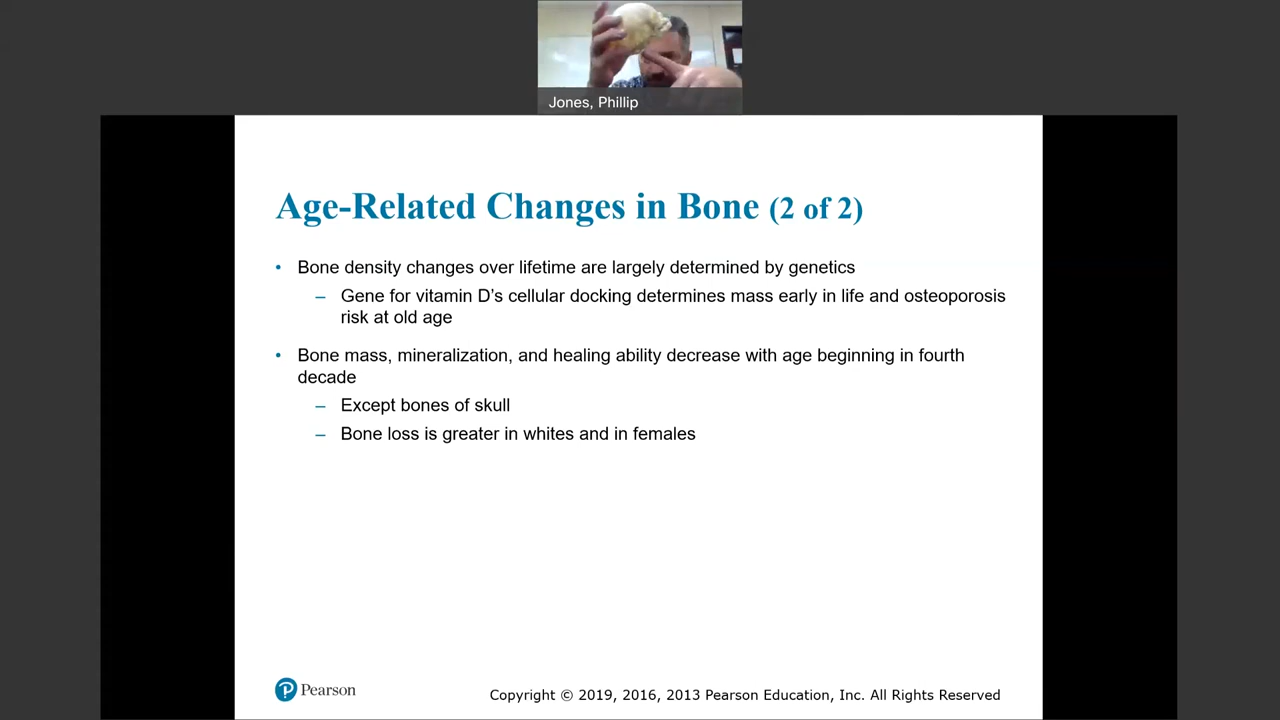 Jones, Phillip
Age-Related Changes in Bone (2 of 2)
• Bone density changes over lifetime are largely determined by genetics
– Gene for vitamin D’s cellular docking determines mass early in life and osteoporosis
risk at old age
• Bone mass, mineralization, and healing ability decrease with age beginning in fourth
decade
– Except bones of skull
– Bone loss is greater in whites and in females
Pearson
Copyright © 2019, 2016, 2013 Pearson Education, Inc. All Rights Reserved